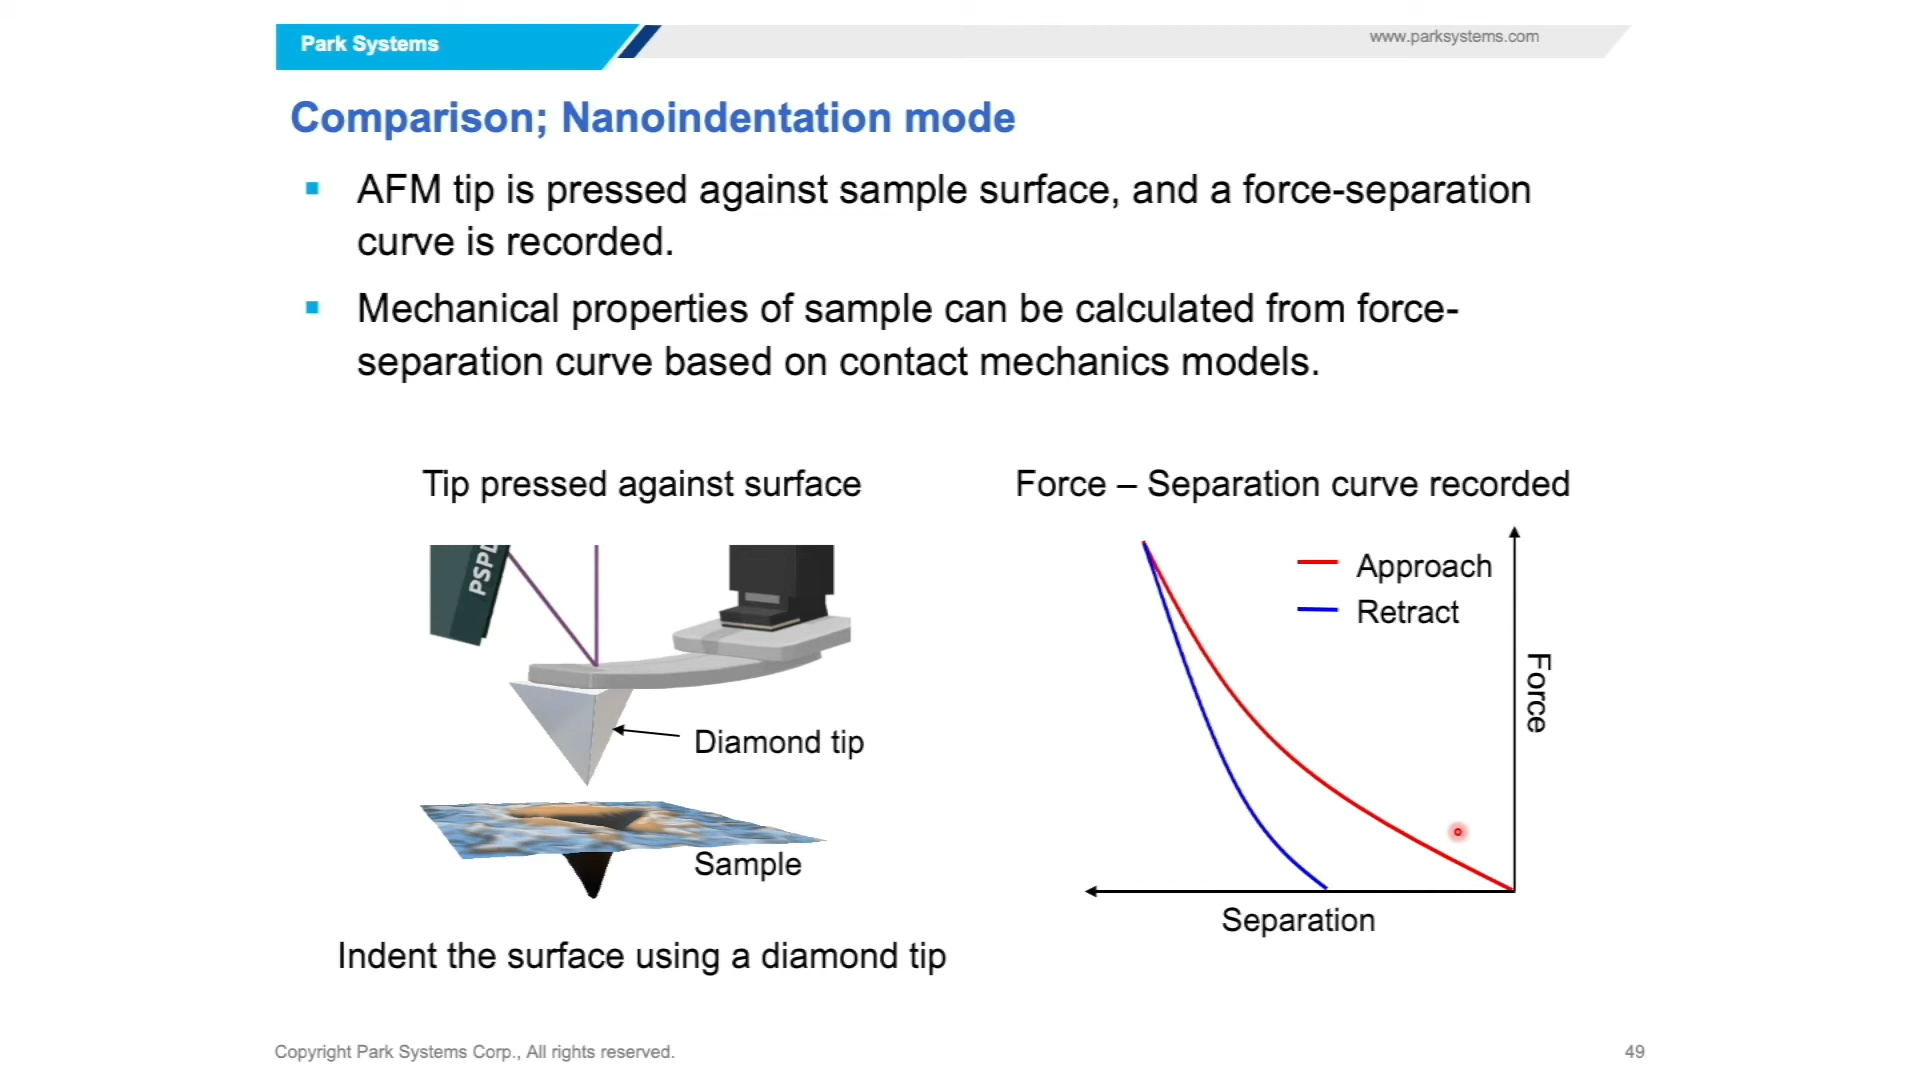 Park Systems
www.parksystems.com
Comparison; Nanoindentation mode
AFM tip is pressed against sample surface, and a force-separation
curve is recorded.
Mechanical properties of sample can be calculated from force-
separation curve based on contact mechanics models.
Tip pressed against surface
PSPD
Diamond tip
Sample
Indent the surface using a diamond tip
Force – Separation curve recorded
Approach
Retract
Force
Separation
Copyright Park Systems Corp., All rights reserved.
49